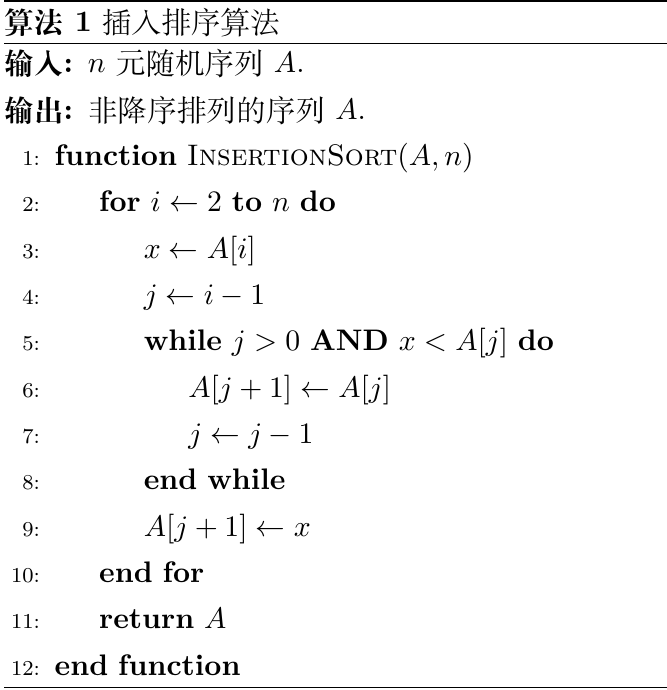 算法 1 插入排序算法
输入: n 元随机序列 A.
输出: 非降序排列的序列 A.
1: function INSERTIONSORT(A, n)
2: for i ← 2 to n do
3: x ← A[i]
4: j ← i − 1
5: while j > 0 AND x < A[j] do
6: A[j + 1] ← A[j]
7: j ← j − 1
8: end while
9: A[j + 1] ← x
10: end for
11: return A
12: end function